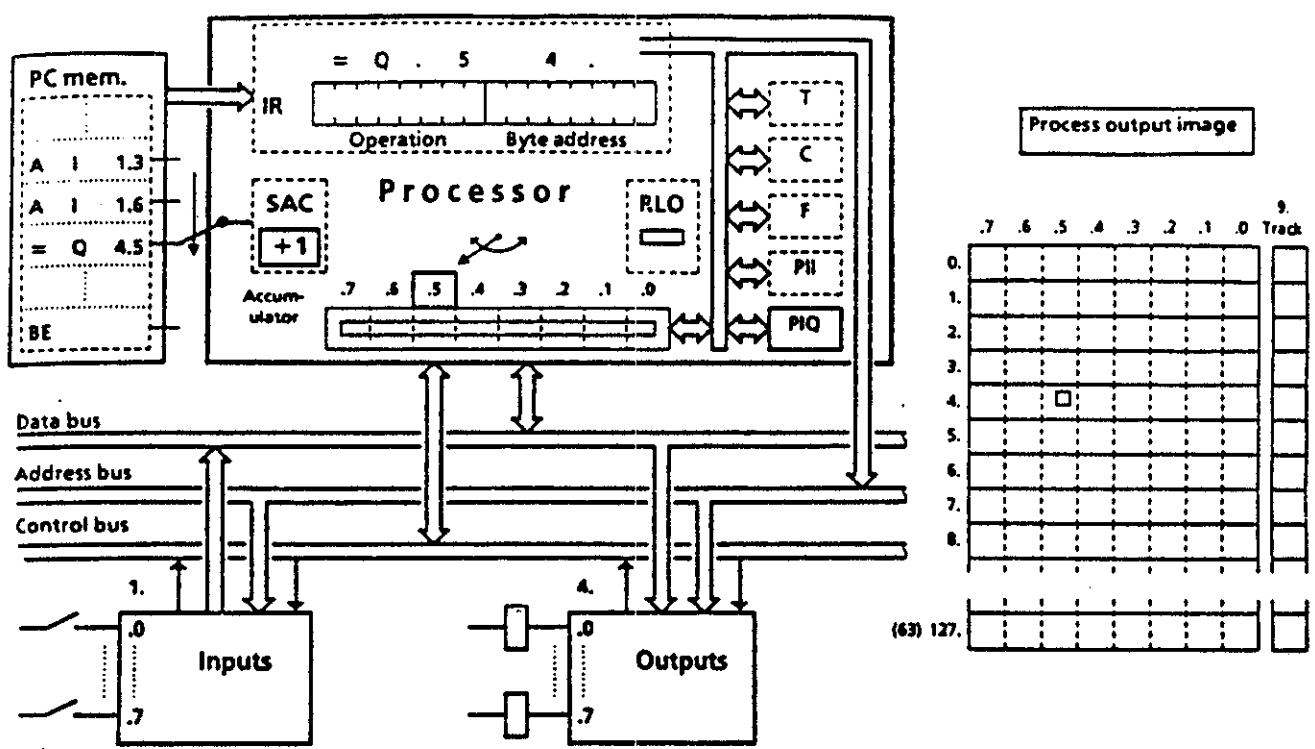 PC mem.
A I 1.3
A I 1.6
= Q 4.5
BE
= Q . 5 4 .
IR
Operation Byte address
Processor
SAC
+1
RLO
T
C
F
PII
PIQ
Accum-
ulator
.7 .6 .5 .4 .3 .2 .1 .0
Data bus
Address bus
Control bus
1.
.0
Inputs
.7
4.
.0
Outputs
.7
Process output image
.7 .6 .5 .4 .3 .2 .1 .0
9.
Track
0.
1.
2.
3.
4.
5.
6.
7.
8.
(63) 127.